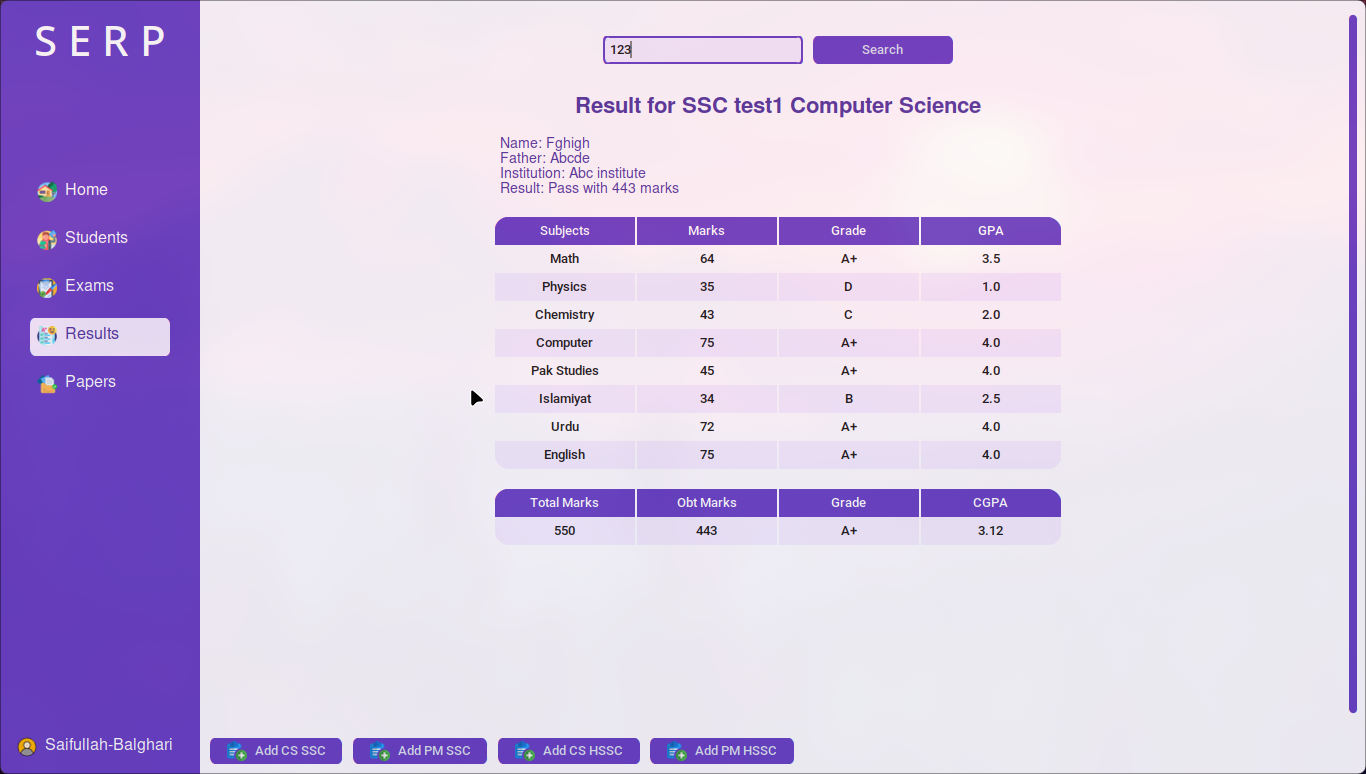 SERP
123
Search
Result for SSC test1 Computer Science
Name: Fghigh
Father: Abcde
Institution: Abc institute
Result: Pass with 443 marks
Home
Students
Exams
Results
Papers
Subjects Marks Grade GPA
Math 64 A+ 3.5
Physics 35 D 1.0
Chemistry 43 C 2.0
Computer 75 A+ 4.0
Pak Studies 45 A+ 4.0
Islamiyat 34 B 2.5
Urdu 72 A+ 4.0
English 75 A+ 4.0
Total Marks Obt Marks Grade CGPA
550 443 A+ 3.12
Saifullah-Balghari
Add CS SSC Add PM SSC Add CS HSSC Add PM HSSC